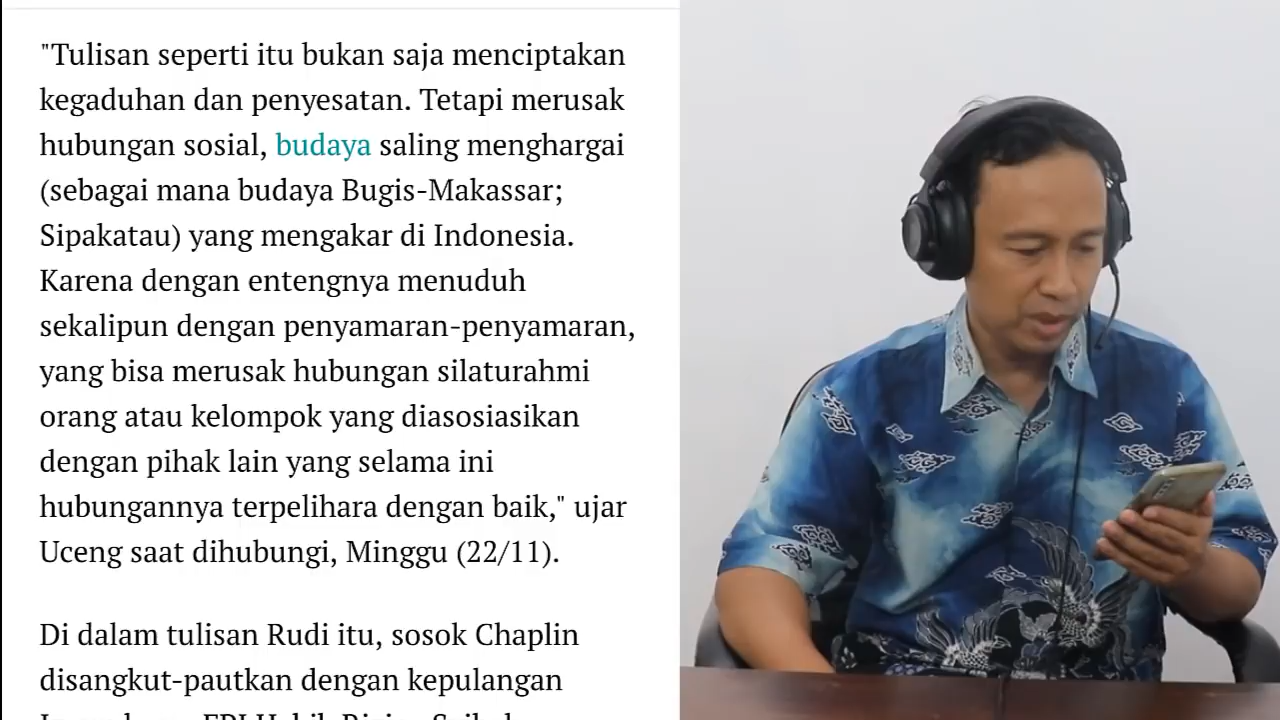 "Tulisan seperti itu bukan saja menciptakan
kegaduhan dan penyesatan. Tetapi merusak
hubungan sosial, budaya saling menghargai
(sebagai mana budaya Bugis-Makassar;
Sipakatau) yang mengakar di Indonesia.
Karena dengan entengnya menuduh
sekalipun dengan penyamaran-penyamaran,
yang bisa merusak hubungan silaturahmi
orang atau kelompok yang diasosiasikan
dengan pihak lain yang selama ini
hubungannya terpelihara dengan baik," ujar
Uceng saat dihubungi, Minggu (22/11).
Di dalam tulisan Rudi itu, sosok Chaplin
disangkut-pautkan dengan kepulangan